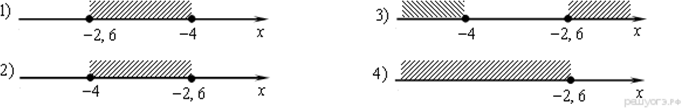 1)
−2, 6 −4 x
2)
−4 −2, 6 x
3)
−4 −2, 6 x
4)
−2, 6 x
решуогэ.рф